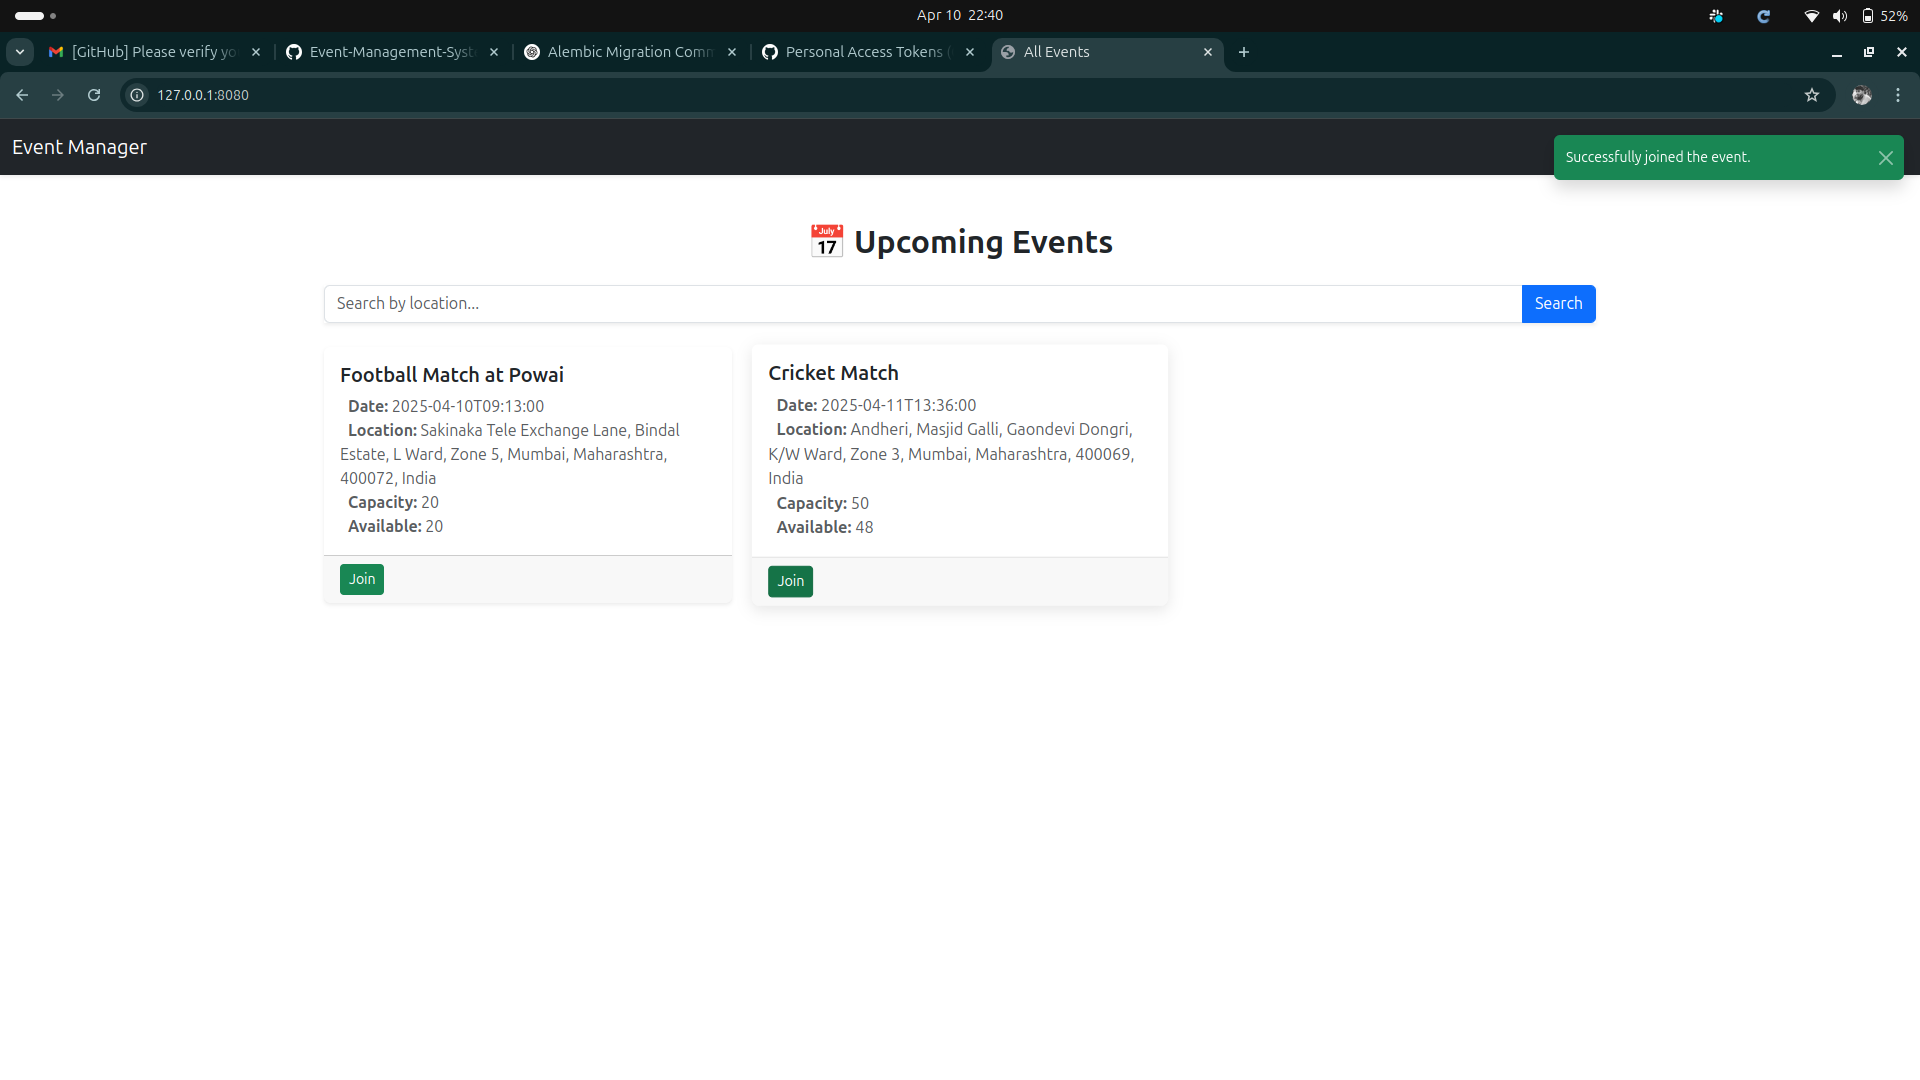 Apr 10 22:40
52%
[GitHub] Please verify yo
Event-Management-Syst
Alembic Migration Comm
Personal Access Tokens (
All Events
127.0.0.1:8080
Event Manager
Successfully joined the event.
July
17
Upcoming Events
Search by location...
Search
Football Match at Powai
Date: 2025-04-10T09:13:00
Location: Sakinaka Tele Exchange Lane, Bindal
Estate, L Ward, Zone 5, Mumbai, Maharashtra,
400072, India
Capacity: 20
Available: 20
Join
Cricket Match
Date: 2025-04-11T13:36:00
Location: Andheri, Masjid Galli, Gaondevi Dongri,
K/W Ward, Zone 3, Mumbai, Maharashtra, 400069,
India
Capacity: 50
Available: 48
Join